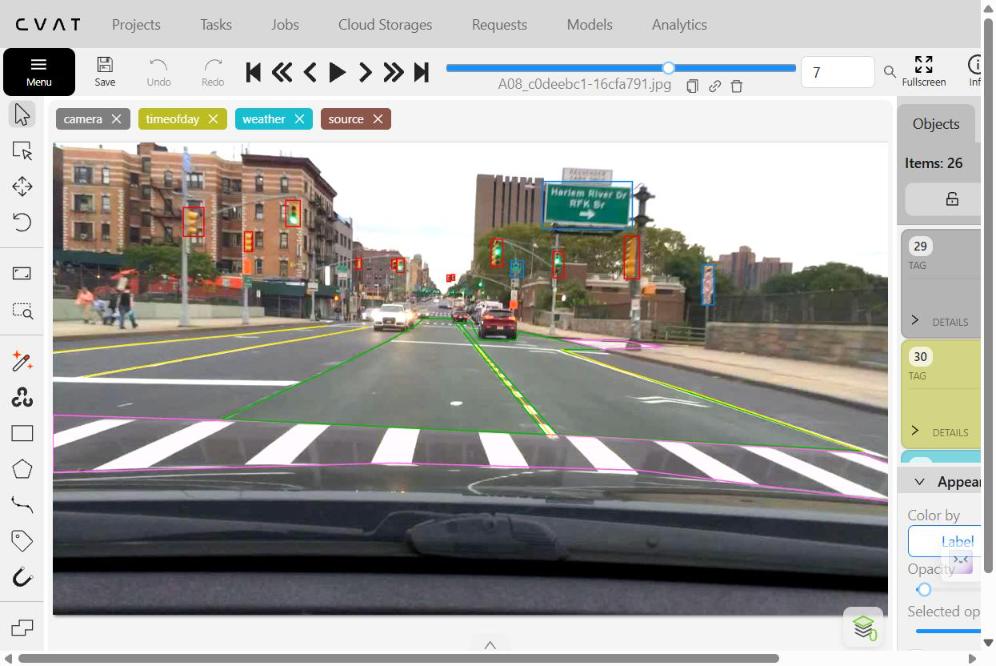 CVAT
Projects
Tasks
Jobs
Cloud Storages
Requests
Models
Analytics
Menu
Save
Undo
Redo
A08_c0deebc1-16cfa791.jpg
7
Fullscreen
Inf
camera
timeofday
weather
source
Harlem River Dr
RFK Br
Objects
Items: 26
29
TAG
DETAILS
30
TAG
DETAILS
Appear
Color by
Label
Opacity
Selected op
0